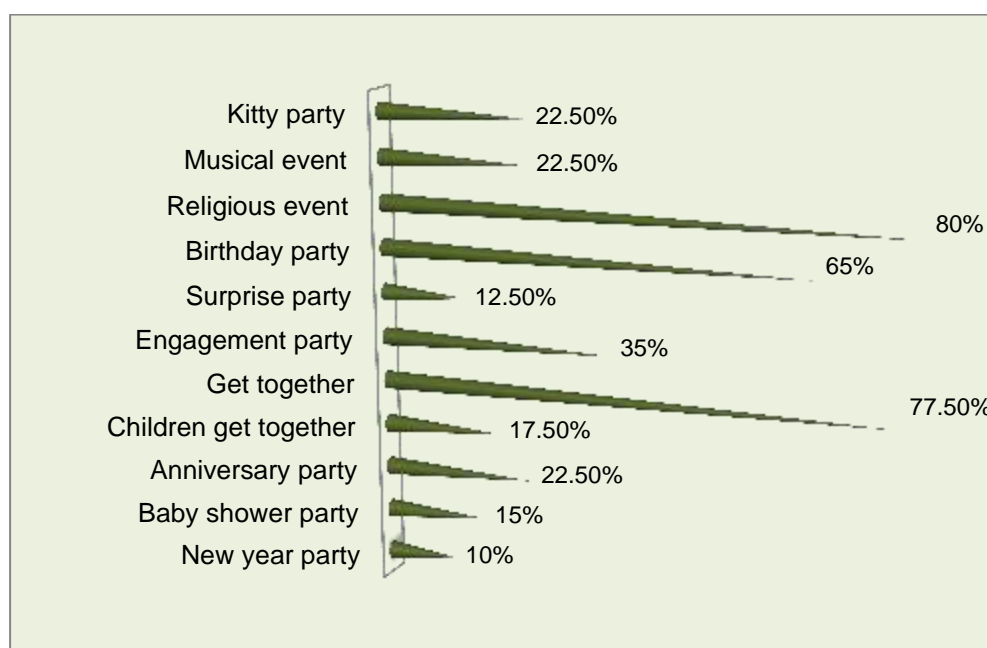 Kitty party 22.50%
Musical event 22.50%
Religious event 80%
Birthday party 65%
Surprise party 12.50%
Engagement party 35%
Get together 77.50%
Children get together 17.50%
Anniversary party 22.50%
Baby shower party 15%
New year party 10%